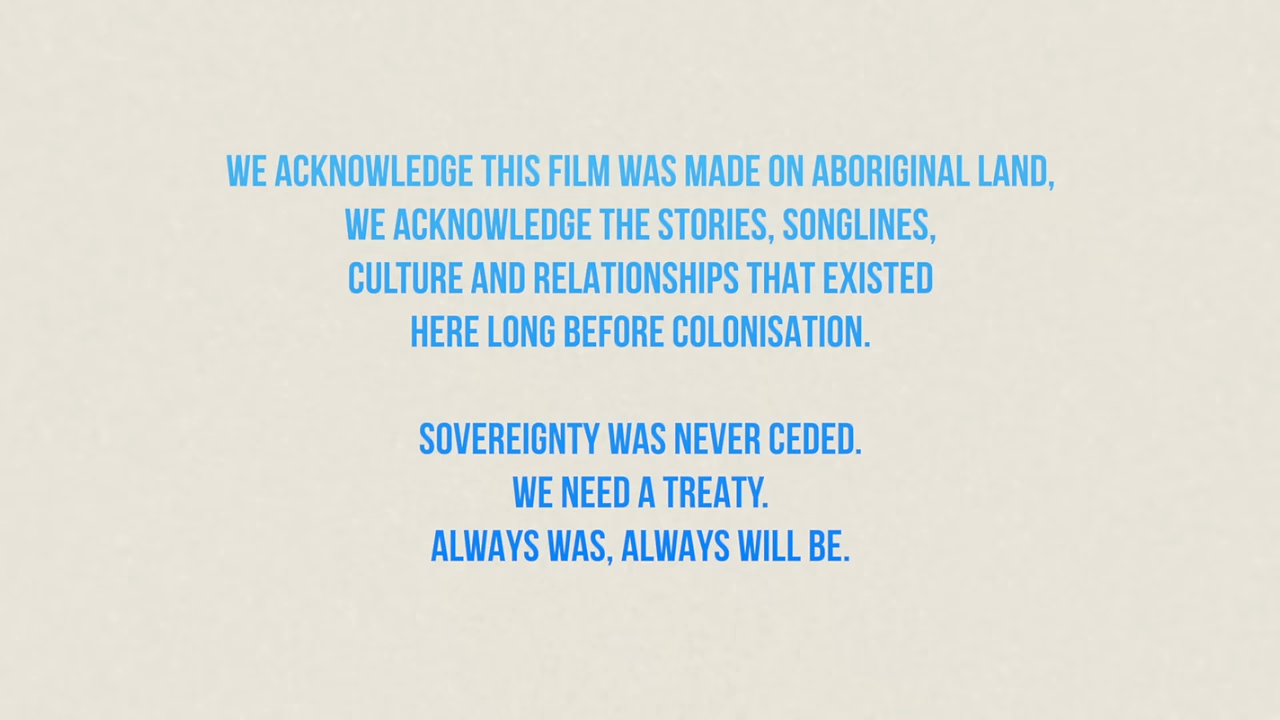 WE ACKNOWLEDGE THIS FILM WAS MADE ON ABORIGINAL LAND,
WE ACKNOWLEDGE THE STORIES, SONGLINES,
CULTURE AND RELATIONSHIPS THAT EXISTED
HERE LONG BEFORE COLONISATION.
SOVEREIGNTY WAS NEVER CEDED.
WE NEED A TREATY.
ALWAYS WAS, ALWAYS WILL BE.